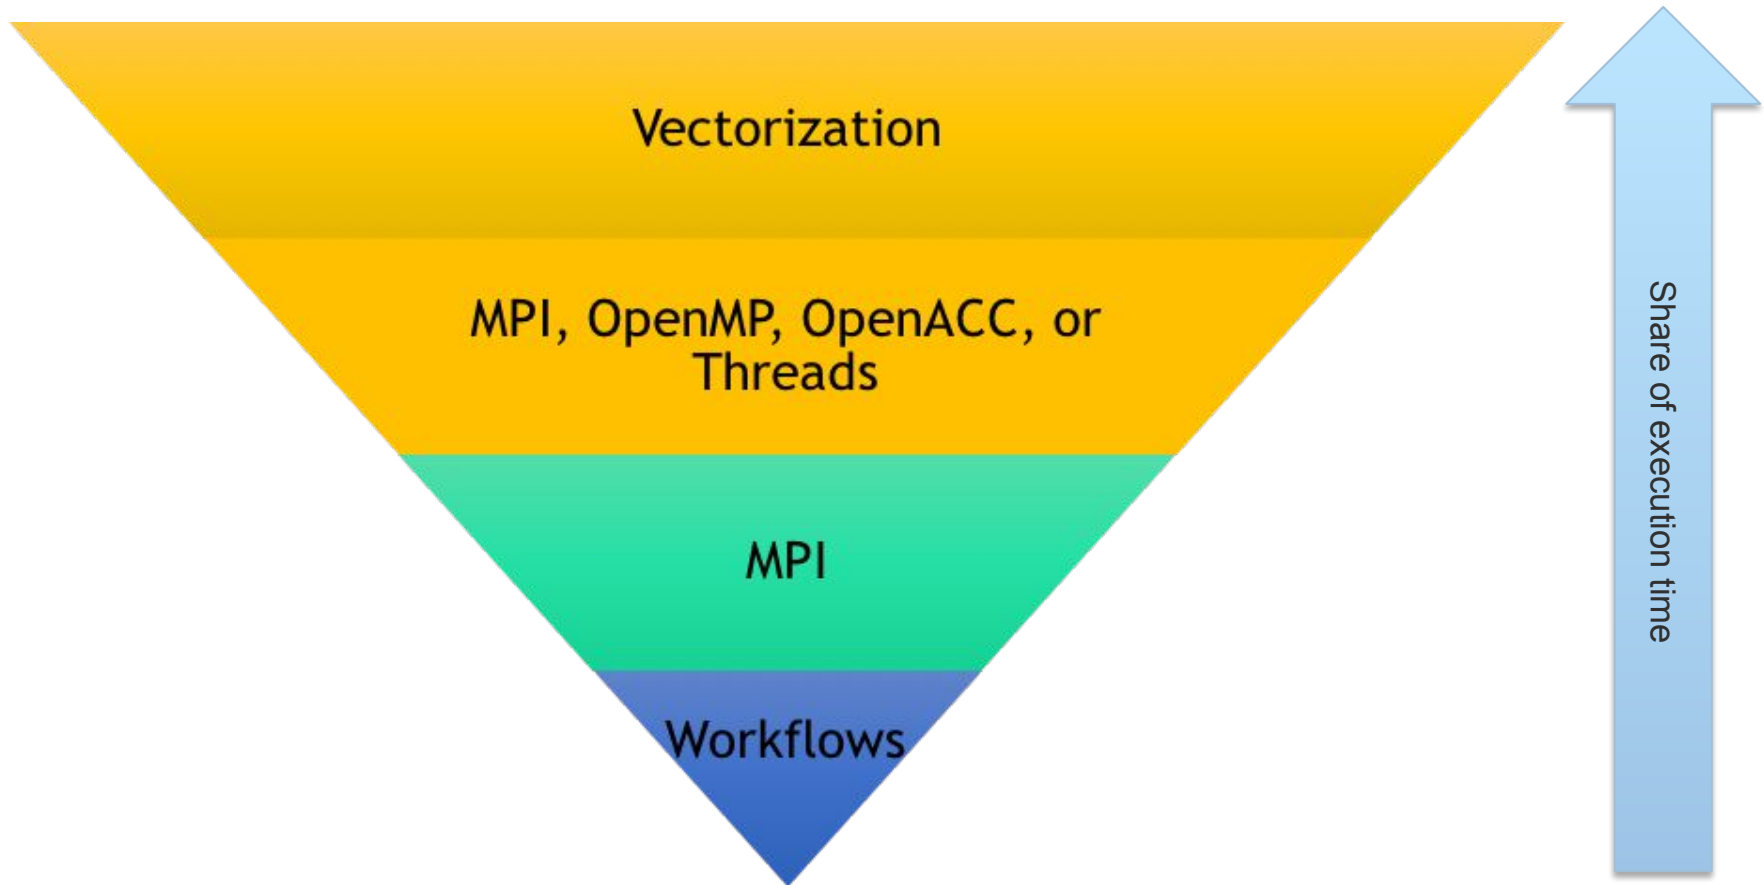 Vectorization
MPI, OpenMP, OpenACC, or
Threads
MPI
Workflows
Share of execution time